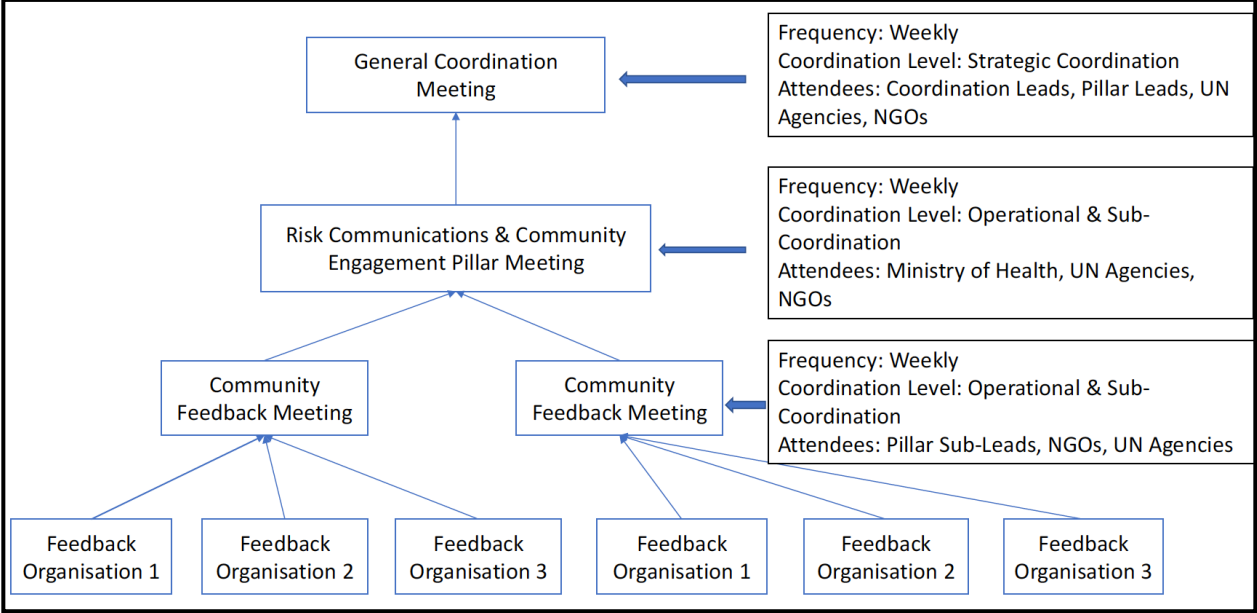 General Coordination
Meeting
Frequency: Weekly
Coordination Level: Strategic Coordination
Attendees: Coordination Leads, Pillar Leads, UN
Agencies, NGOs
Risk Communications & Community
Engagement Pillar Meeting
Frequency: Weekly
Coordination Level: Operational & Sub-
Coordination
Attendees: Ministry of Health, UN Agencies,
NGOs
Community
Feedback Meeting
Community
Feedback Meeting
Frequency: Weekly
Coordination Level: Operational & Sub-
Coordination
Attendees: Pillar Sub-Leads, NGOs, UN Agencies
Feedback
Organisation 1
Feedback
Organisation 2
Feedback
Organisation 3
Feedback
Organisation 1
Feedback
Organisation 2
Feedback
Organisation 3